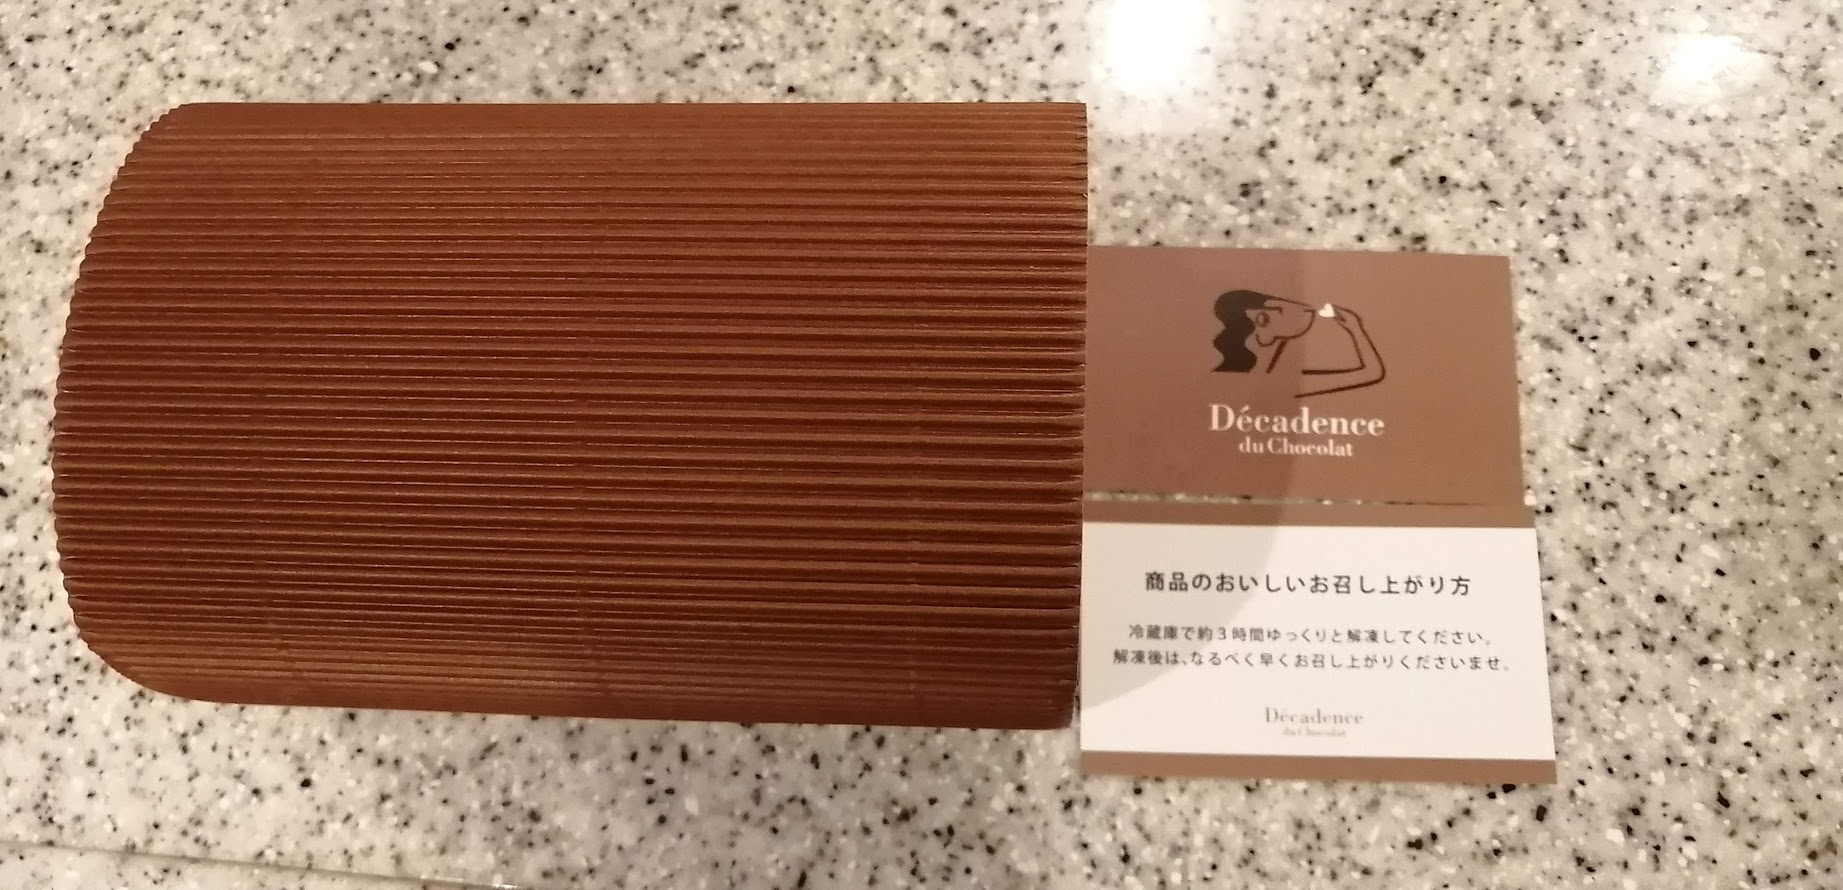 Décadence
du Chocolat
商品のおいしいお召し上がり方
冷蔵庫で約3時間ゆっくりと解凍してください。
解凍後は、なるべく早くお召し上がりくださいませ。
Décadence
du Chocolat